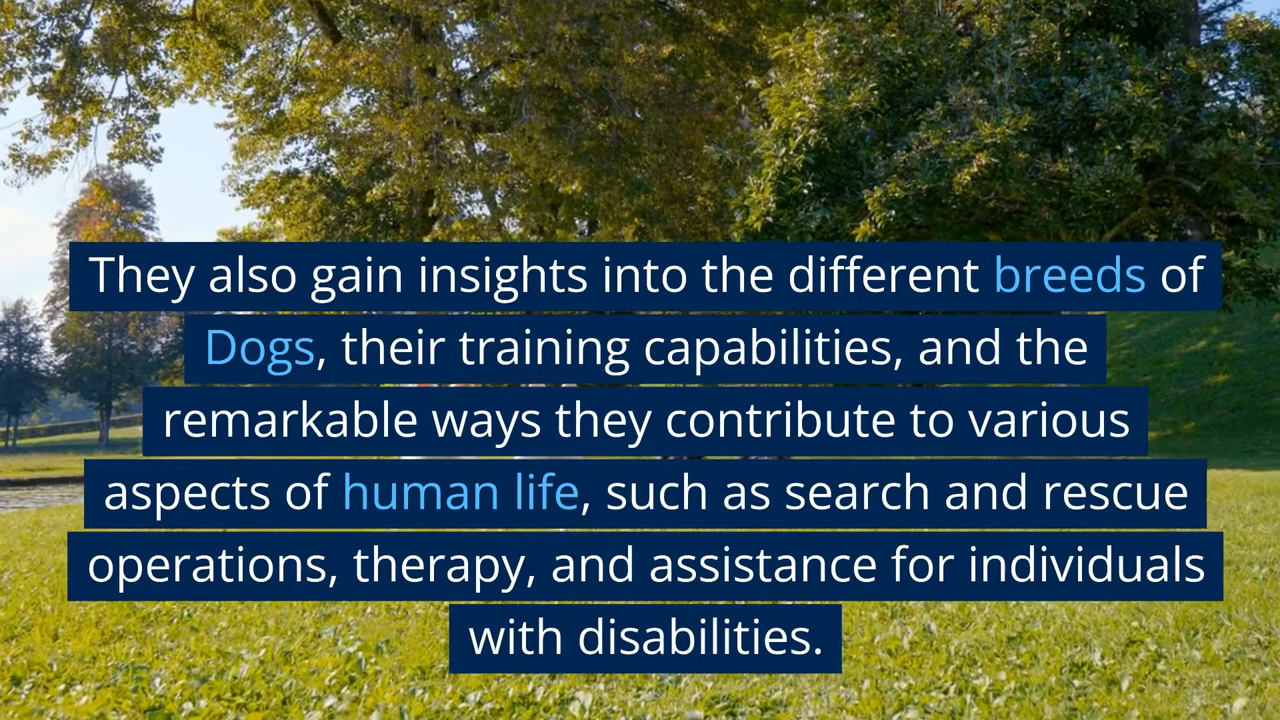 They also gain insights into the different breeds of
Dogs, their training capabilities, and the
remarkable ways they contribute to various
aspects of human life, such as search and rescue
operations, therapy, and assistance for individuals
with disabilities.